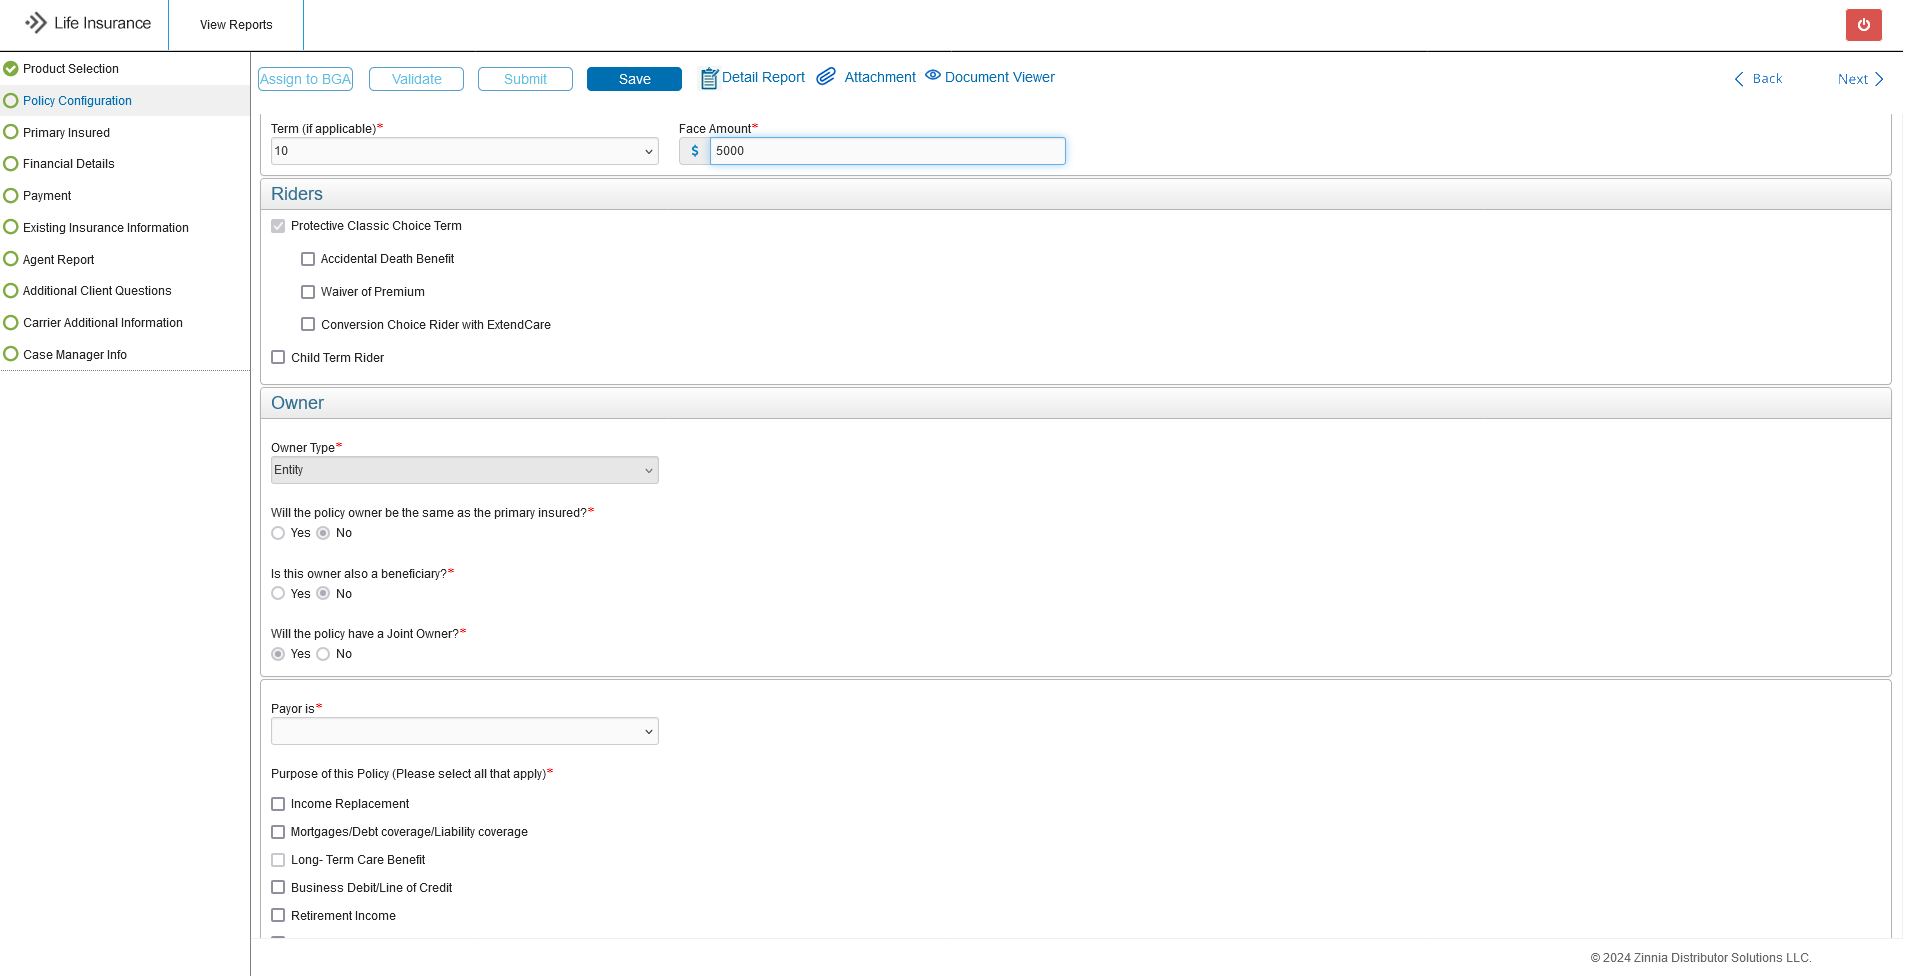 Life Insurance
View Reports
Product Selection
Policy Configuration
Primary Insured
Financial Details
Payment
Existing Insurance Information
Agent Report
Additional Client Questions
Carrier Additional Information
Case Manager Info
Assign to BGA Validate Submit Save Detail Report Attachment Document Viewer Back Next
Term (if applicable)* Face Amount*
10 $ 5000
Riders
Protective Classic Choice Term
Accidental Death Benefit
Waiver of Premium
Conversion Choice Rider with ExtendCare
Child Term Rider
Owner
Owner Type*
Entity
Will the policy owner be the same as the primary insured?*
Yes No
Is this owner also a beneficiary?*
Yes No
Will the policy have a Joint Owner?*
Yes No
Payor is*
Purpose of this Policy (Please select all that apply)*
Income Replacement
Mortgages/Debt coverage/Liability coverage
Long- Term Care Benefit
Business Debit/Line of Credit
Retirement Income
© 2024 Zinnia Distributor Solutions LLC.